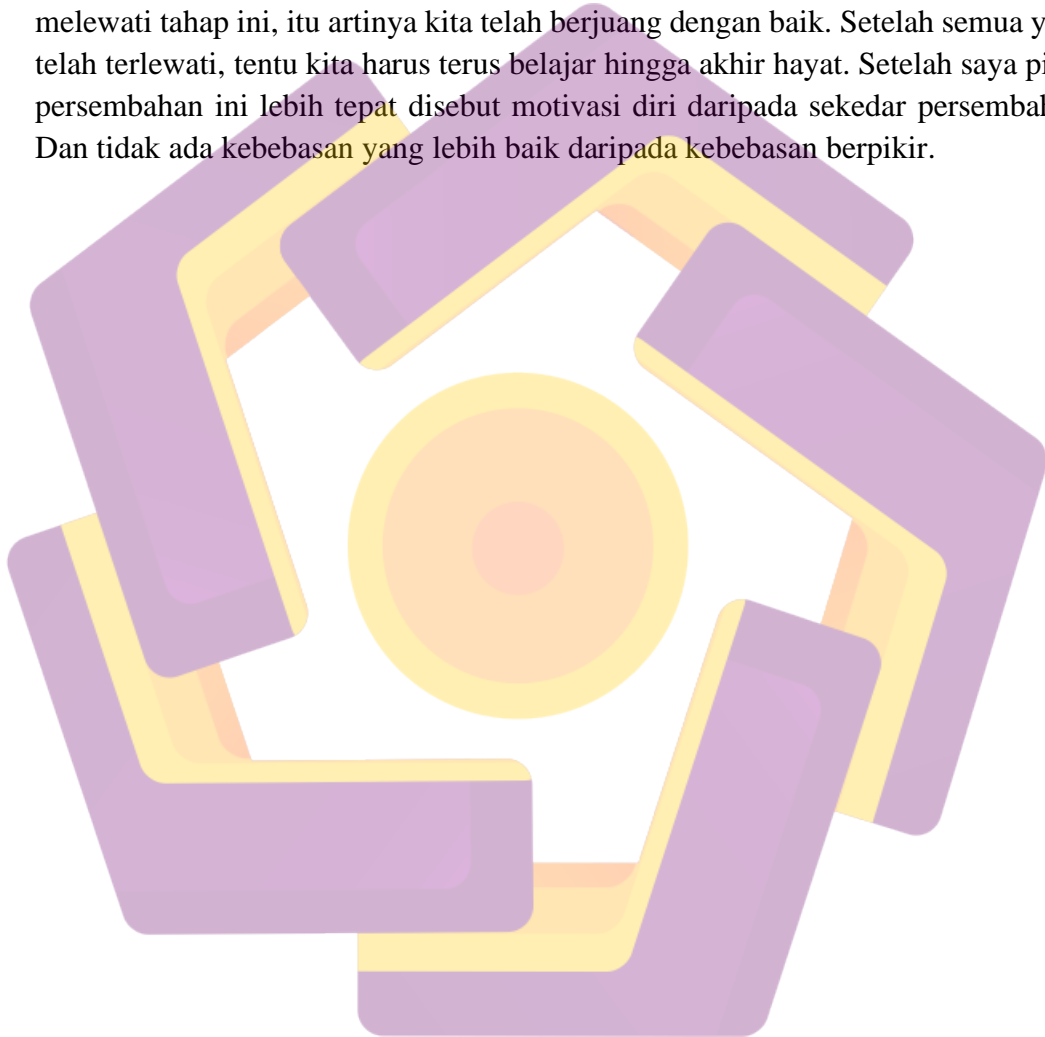 melewati tahap ini, itu artinya kita telah berjuang dengan baik. Setelah semua
telah terlewati, tentu kita harus terus belajar hingga akhir hayat. Setelah saya
persembahan ini lebih tepat disebut motivasi diri daripada sekedar
Dan tidak ada kebebasan yang lebih baik daripada kebebasan berpikir.